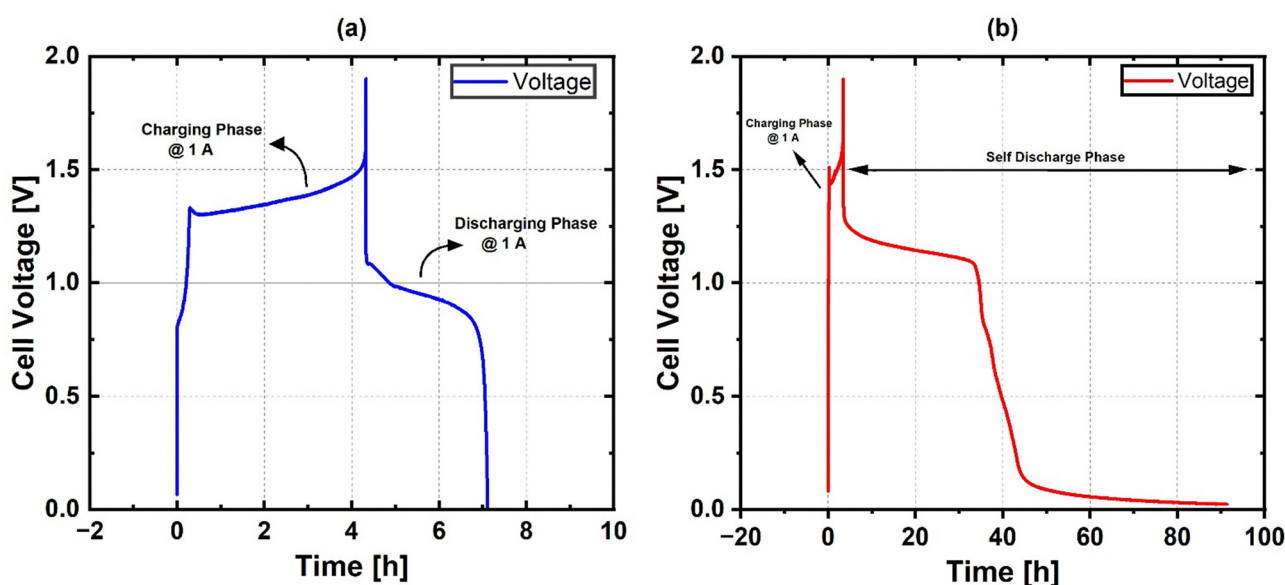 (a)
Cell Voltage [V]
2.0
1.5
1.0
0.5
0.0
Voltage
Charging Phase
@ 1 A
Discharging Phase
@ 1 A
−2
0
2
4
6
8
10
Time [h]
(b)
Cell Voltage [V]
2.0
1.5
1.0
0.5
0.0
Voltage
Charging Phase
@ 1 A
Self Discharge Phase
−20
0
20
40
60
80
100
Time [h]